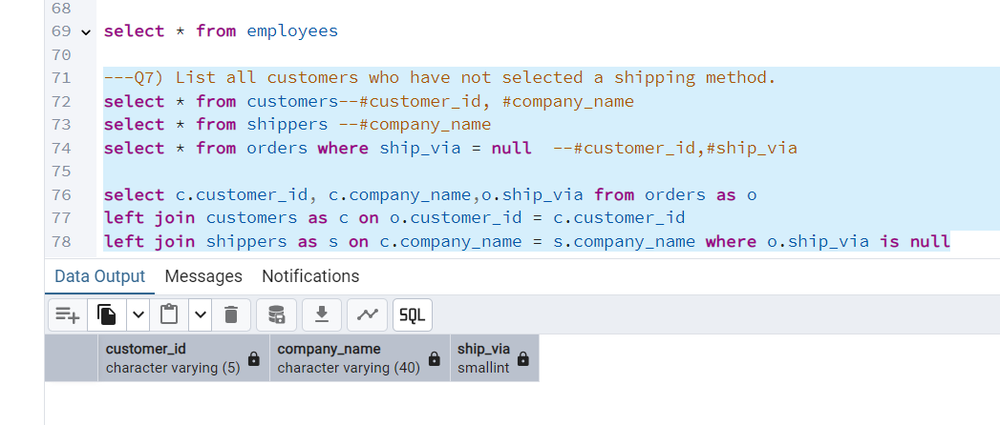 68
69 select * from employees
70
71 ---Q7) List all customers who have not selected a shipping method.
72 select * from customers--#customer_id, #company_name
73 select * from shippers --#company_name
74 select * from orders where ship_via = null  --#customer_id,#ship_via
75
76 select c.customer_id, c.company_name,o.ship_via from orders as o
77 left join customers as c on o.customer_id = c.customer_id
78 left join shippers as s on c.company_name = s.company_name where o.ship_via is null
Data Output Messages Notifications
SQL
customer_id company_name ship_via
character varying (5) character varying (40) smallint